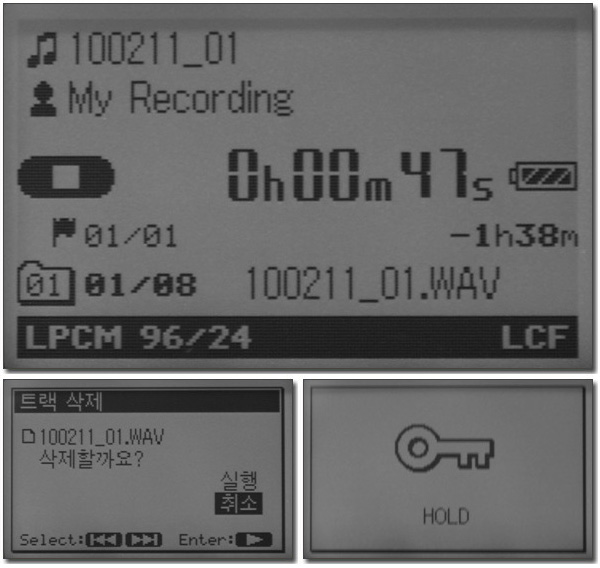 100211_01
My Recording
0h00m47s
01/01 -1h38m
01 01/08 100211_01.WAV
LPCM 96/24 LCF
트랙 삭제
100211_01.WAV
삭제할까요?
실행
취소
Select: Enter:
HOLD